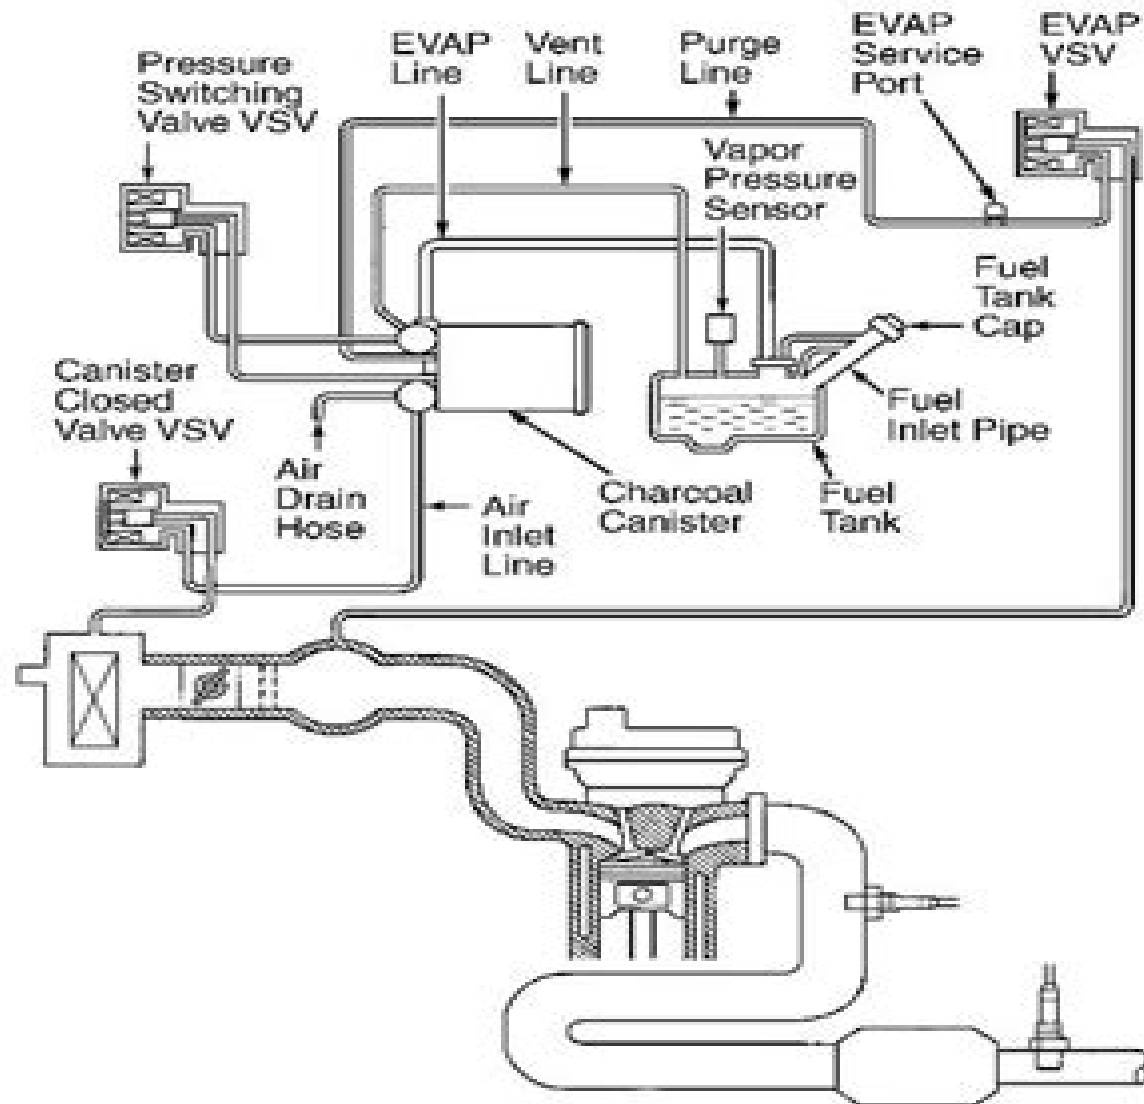 Pressure
Switching
Valve VSV
EVAP
Line
Vent
Line
Purge
Line
EVAP
Service
Port
EVAP
VSV
Vapor
Pressure
Sensor
Fuel
Tank
Cap
Canister
Closed
Valve VSV
Fuel
Inlet Pipe
Air
Drain
Hose
Air
Inlet
Line
Charcoal
Canister
Fuel
Tank